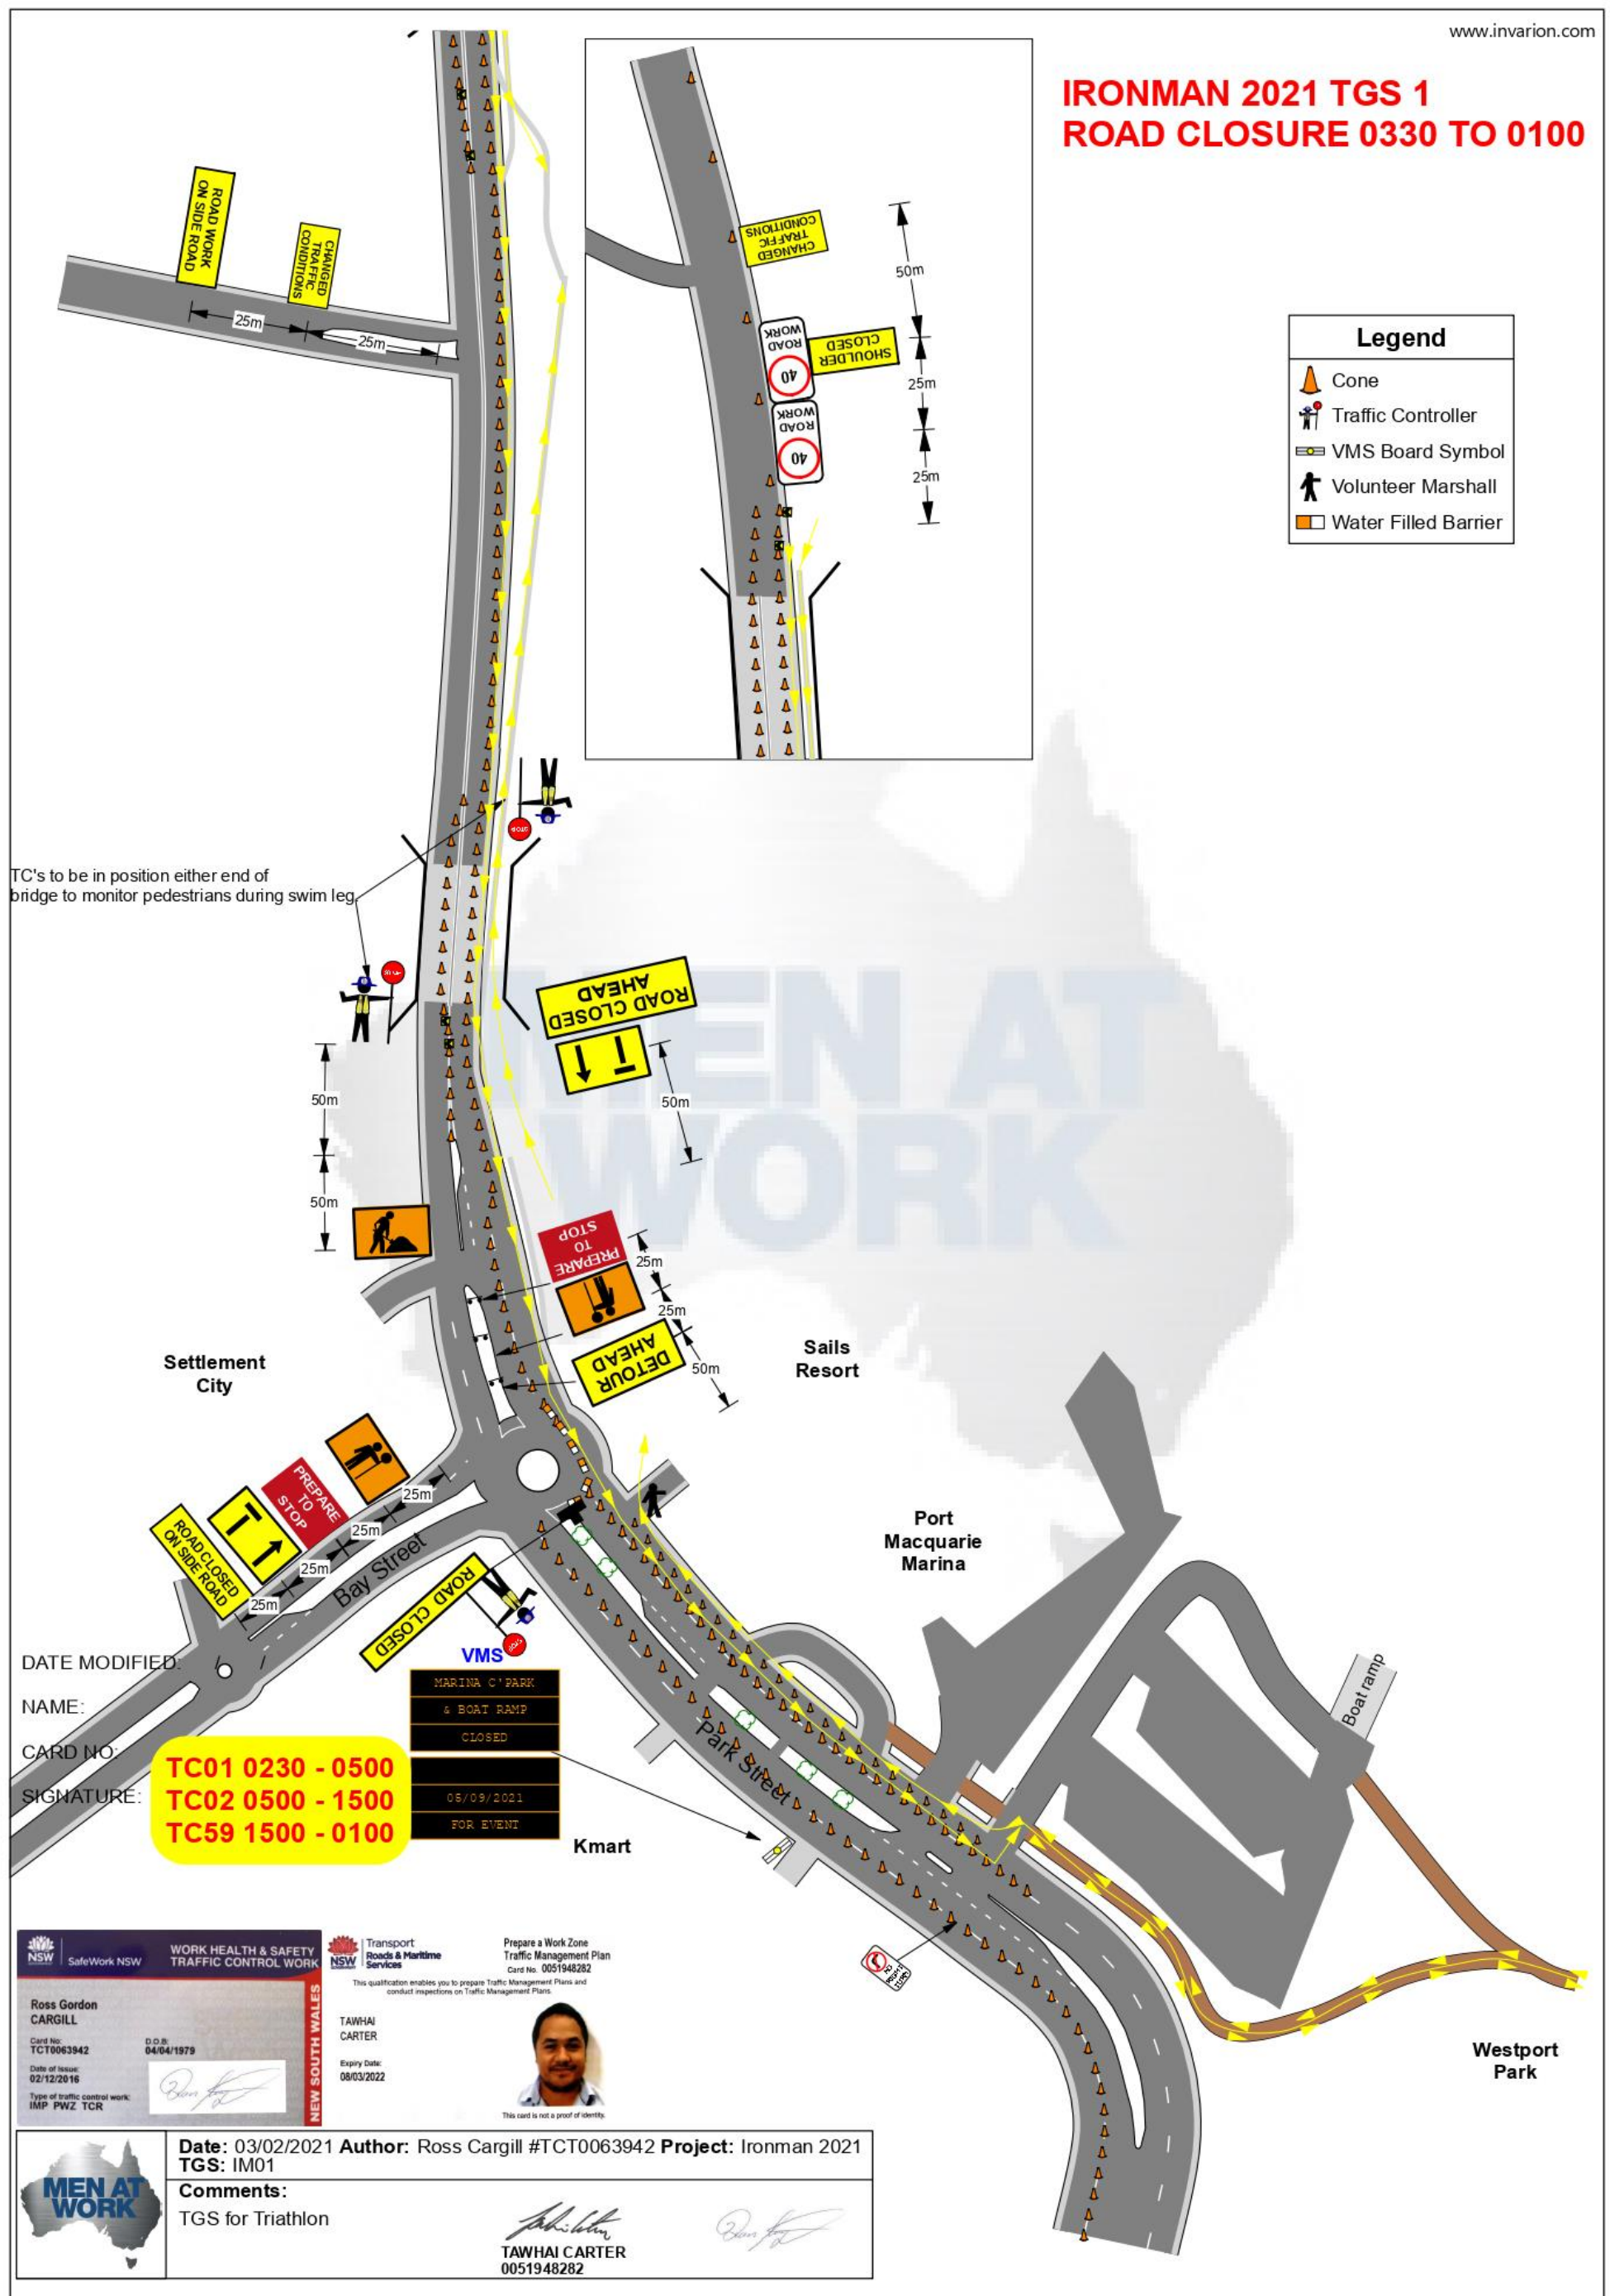 www.invarion.com
IRONMAN 2021 TGS 1
ROAD CLOSURE 0330 TO 0100
ROAD WORK
ON SIDE ROAD
CHANGED
TRAFFIC
CONDITIONS
25m
25m
CHANGED
TRAFFIC
CONDITIONS
50m
ROAD
WORK
40
SHOULDER
CLOSED
25m
ROAD
WORK
40
25m
Legend
Cone
Traffic Controller
VMS Board Symbol
Volunteer Marshall
Water Filled Barrier
STOP
TC's to be in position either end of
bridge to monitor pedestrians during swim leg
ROAD CLOSED
AHEAD
MEN AT
WORK
50m
50m
50m
PREPARE
TO
STOP
25m
25m
DETOUR
AHEAD
50m
Settlement
City
Sails
Resort
Port
Macquarie
Marina
PREPARE
TO
STOP
25m
25m
25m
25m
ROAD CLOSED
ON SIDE ROAD
Bay Street
ROAD CLOSED
STOP
VMS
MARINA C'PARK
& BOAT RAMP
CLOSED
05/09/2021
FOR EVENT
DATE MODIFIED:
NAME:
CARD NO:
SIGNATURE:
TC01 0230 - 0500
TC02 0500 - 1500
TC59 1500 - 0100
Park Street
Kmart
Boat ramp
Westport
Park
NSW
SafeWork NSW
WORK HEALTH & SAFETY
TRAFFIC CONTROL WORK
NEW SOUTH WALES
Ross Gordon
CARGILL
Card No:
TCT0063942
D.O.B:
04/04/1979
Date of Issue:
02/12/2016
Type of traffic control work:
IMP PWZ TCR
NSW
Transport
Roads & Maritime
Services
Prepare a Work Zone
Traffic Management Plan
Card No. 0051948282
This qualification enables you to prepare Traffic Management Plans and
conduct inspections on Traffic Management Plans.
TAWHAI
CARTER
Expiry Date:
08/03/2022
This card is not a proof of identity.
MEN AT
WORK
Date: 03/02/2021 Author: Ross Cargill #TCT0063942 Project: Ironman 2021
TGS: IM01
Comments:
TGS for Triathlon
TAWHAI CARTER
0051948282